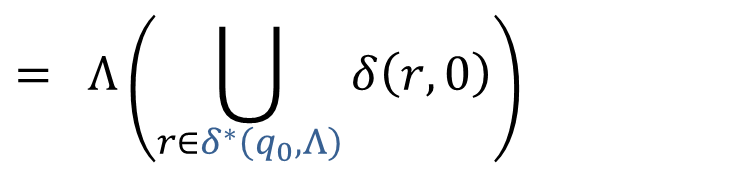 = Λ(⋃ δ(r, 0))
r∈δ*(q₀,Λ)